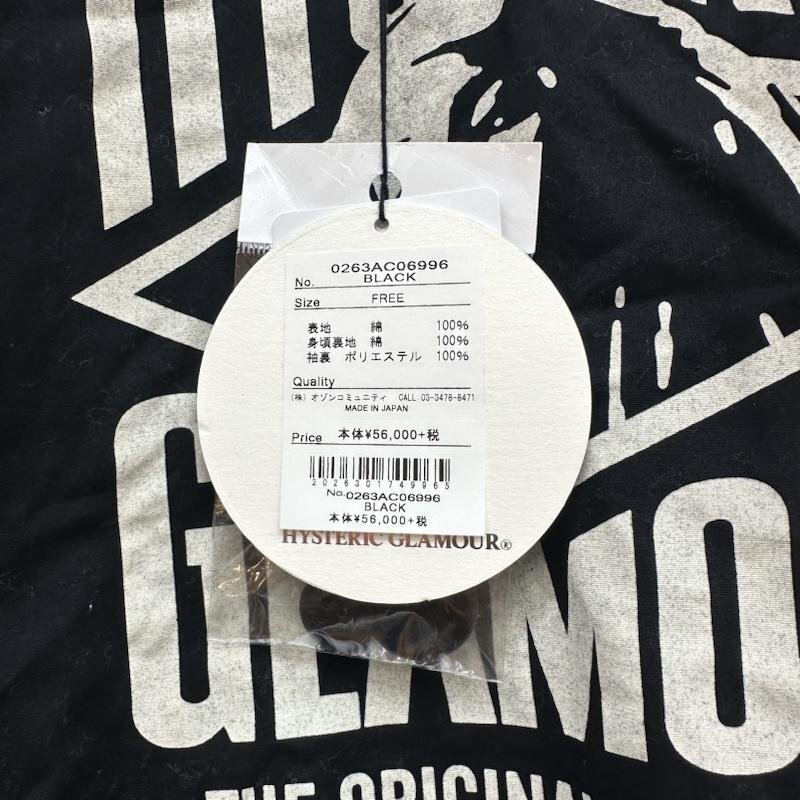 0263AC06996
No. BLACK
Size FREE
表地 綿 100%
身頃裏地 綿 100%
袖裏 ポリエステル 100%
Quality
(株) オゾンコミュニティ CALL:03-3478-8471
MADE IN JAPAN
Price 本体¥56,000+税
2026301749965
No.0263AC06996
BLACK
本体¥56,000+税
HYSTERIC GLAMOUR®
GLAMO
THE ORIGINAL